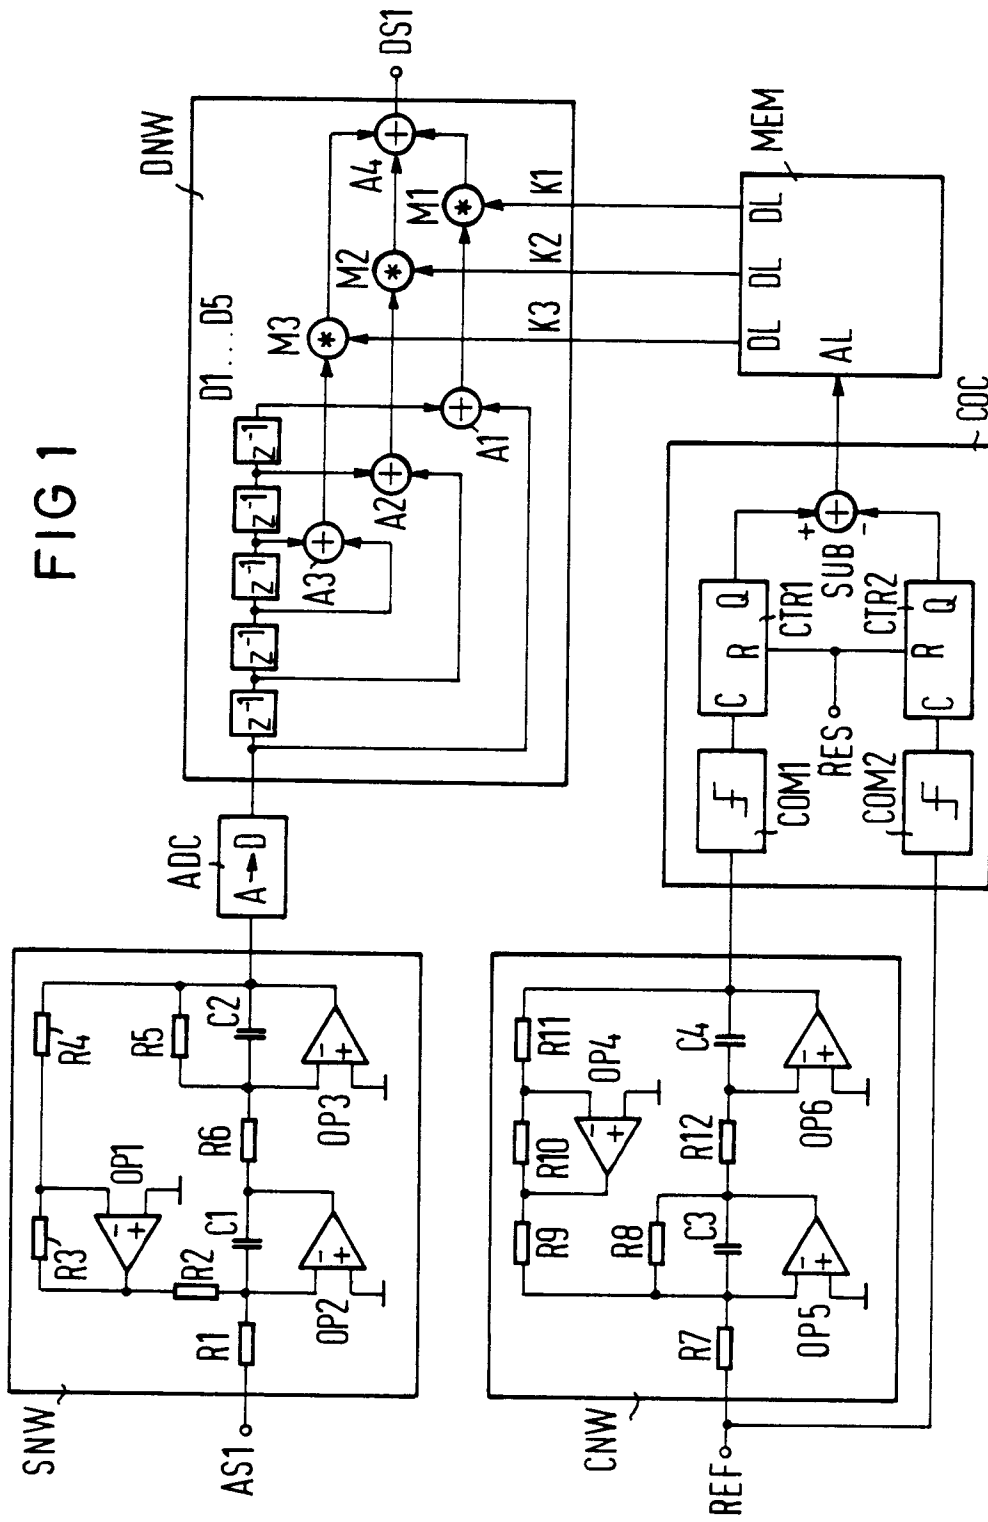 FIG 1
SNW
AS1
R1
R2
R3
R4
R5
R6
C1
C2
OP1
OP2
OP3
-
+
-
+
-
+
ADC
A D
DNW
D1....D5
z⁻¹
z⁻¹
z⁻¹
z⁻¹
z⁻¹
A1
A2
A3
A4
+
+
+
+
M1
M2
M3
*
*
*
DS1
K1
K2
K3
MEM
DL
DL
DL
AL
CNW
REF
R7
R8
R9
R10
R11
R12
C3
C4
OP4
OP5
OP6
-
+
-
+
-
+
COC
COM1
COM2
C
R
Q
CTR1
C
R
Q
CTR2
RES
SUB
+
-
+